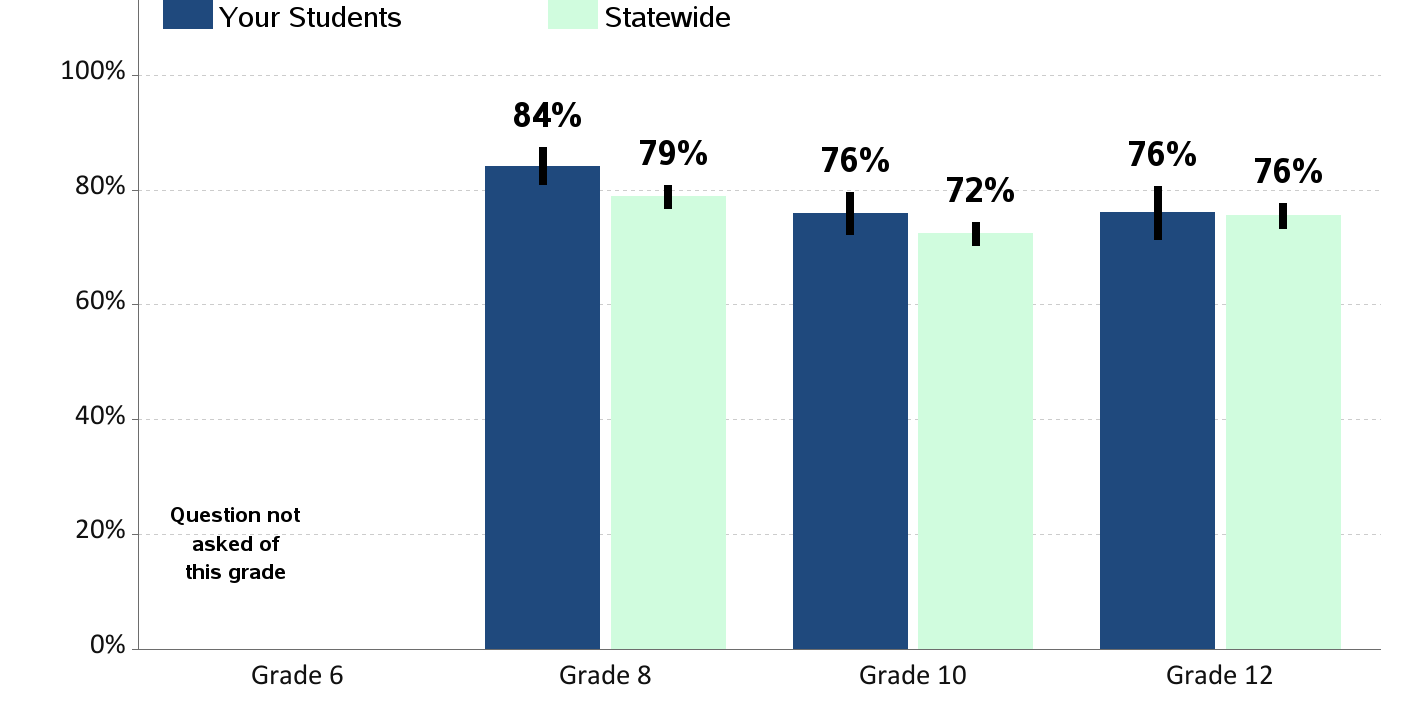 Your Students
Statewide
100%
80%
60%
40%
20%
0%
84%
79%
76%
72%
76%
76%
Question not
asked of
this grade
Grade 6
Grade 8
Grade 10
Grade 12